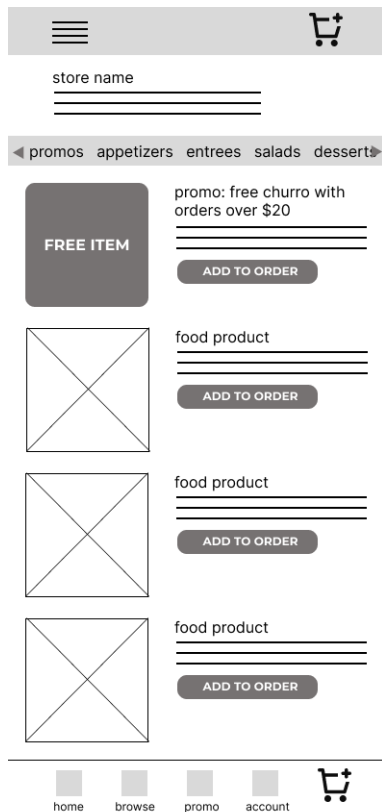 store name
promos appetizers entrees salads desserts
promo: free churro with
orders over $20
FREE ITEM
ADD TO ORDER
food product
ADD TO ORDER
food product
ADD TO ORDER
food product
ADD TO ORDER
home browse promo account